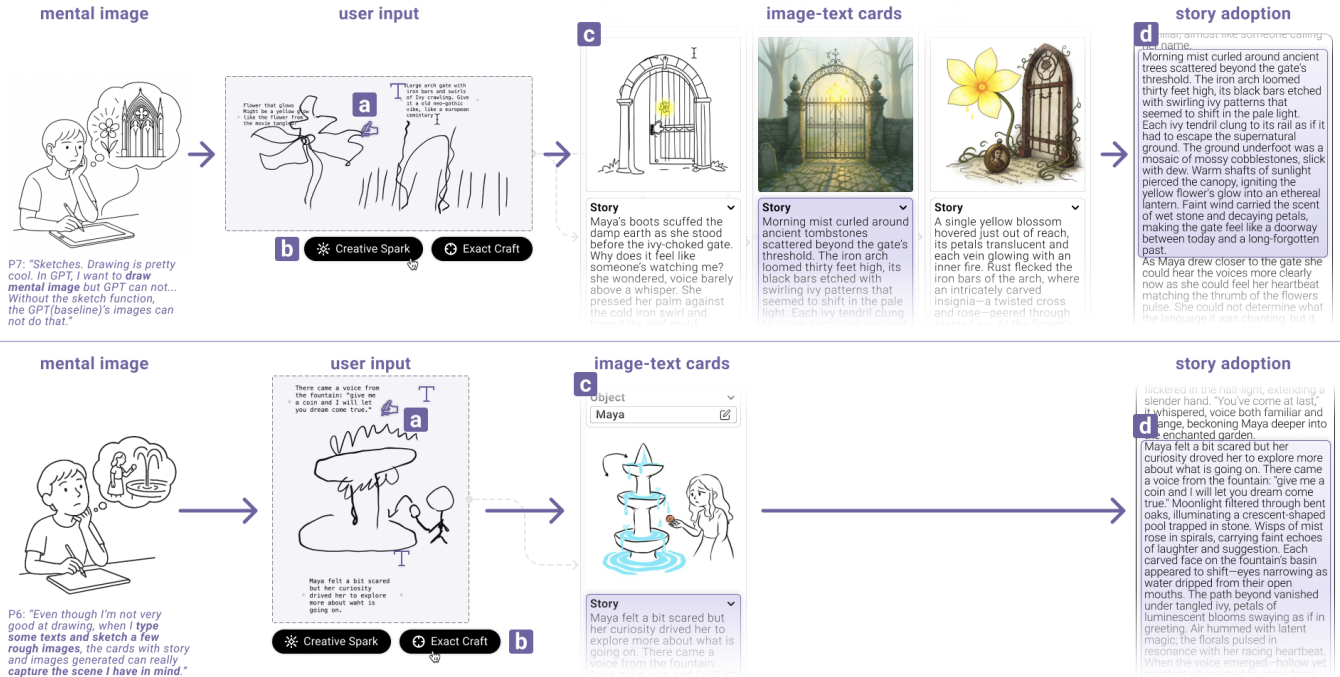 mental image
user input
image-text cards
story adoption
a
b
c
d
Flower that glows
Might be a yellow glow
like the flower from
the movie tangled
T
Large arch gate with
iron bars and swirls
of Ivy crawling. Give
it a old neo-gothic
vibe, like a european
cemintary
Creative Spark
Exact Craft
P7: "Sketches. Drawing is pretty
cool. In GPT, I want to draw
mental image but GPT can not...
Without the sketch function,
the GPT(baseline)'s images can
not do that."
Story
Maya's boots scuffed the
damp earth as she stood
before the ivy-choked gate.
Why does it feel like
someone's watching me?
she wondered, voice barely
above a whisper. She
pressed her palm against
the cold iron swirl and
Story
Morning mist curled around
ancient tombstones
scattered beyond the gate's
threshold. The iron arch
loomed thirty feet high, its
black bars etched with
swirling ivy patterns that
seemed to shift in the pale
light. Each ivy tendril clung
Story
A single yellow blossom
hovered just out of reach,
its petals translucent and
each vein glowing with an
inner fire. Rust flecked the
iron bars of the arch, where
an intricately carved
insignia—a twisted cross
and rose—peered through
almost like someone calling
her name.
Morning mist curled around ancient
trees scattered beyond the gate's
threshold. The iron arch loomed
thirty feet high, its black bars etched
with swirling ivy patterns that
seemed to shift in the pale light.
Each ivy tendril clung to its rail as if it
had to escape the supernatural
ground. The ground underfoot was a
mosaic of mossy cobblestones, slick
with dew. Warm shafts of sunlight
pierced the canopy, igniting the
yellow flower's glow into an ethereal
lantern. Faint wind carried the scent
of wet stone and decaying petals,
making the gate feel like a doorway
between today and a long-forgotten
past.
As Maya drew closer to the gate she
could hear the voices more clearly
now as she could feel her heartbeat
matching the thrumb of the flowers
pulse. She could not determine what
the language it was chanting, but it
mental image
user input
image-text cards
story adoption
There came a voice from
the fountain: "give me
a coin and I will let
you dream come true."
T
a
T
Maya felt a bit scared
but her curiosity
drived her to explore
more about waht is
going on.
Creative Spark
Exact Craft
b
P6: "Even though I'm not very
good at drawing, when I type
some texts and sketch a few
rough images, the cards with story
and images generated can really
capture the scene I have in mind."
c
Object
Maya
Story
Maya felt a bit scared but
her curiosity drived her to
explore more about what is
going on. There came a
voice from the fountain:
d
flickered in the half-light, extending a
slender hand. "You've come at last,"
it whispered, voice both familiar and
strange, beckoning Maya deeper into
the enchanted garden.
Maya felt a bit scared but her
curiosity droved her to explore more
about what is going on. There came
a voice from the fountain: "give me a
coin and I will let you dream come
true." Moonlight filtered through bent
oaks, illuminating a crescent-shaped
pool trapped in stone. Wisps of mist
rose in spirals, carrying faint echoes
of laughter and suggestion. Each
carved face on the fountain's basin
appeared to shift—eyes narrowing as
water dripped from their open
mouths. The path beyond vanished
under tangled ivy, petals of
luminescent blooms swaying as if in
greeting. Air hummed with latent
magic; the florals pulsed in
resonance with her racing heartbeat.
When the voice emerged—hollow yet